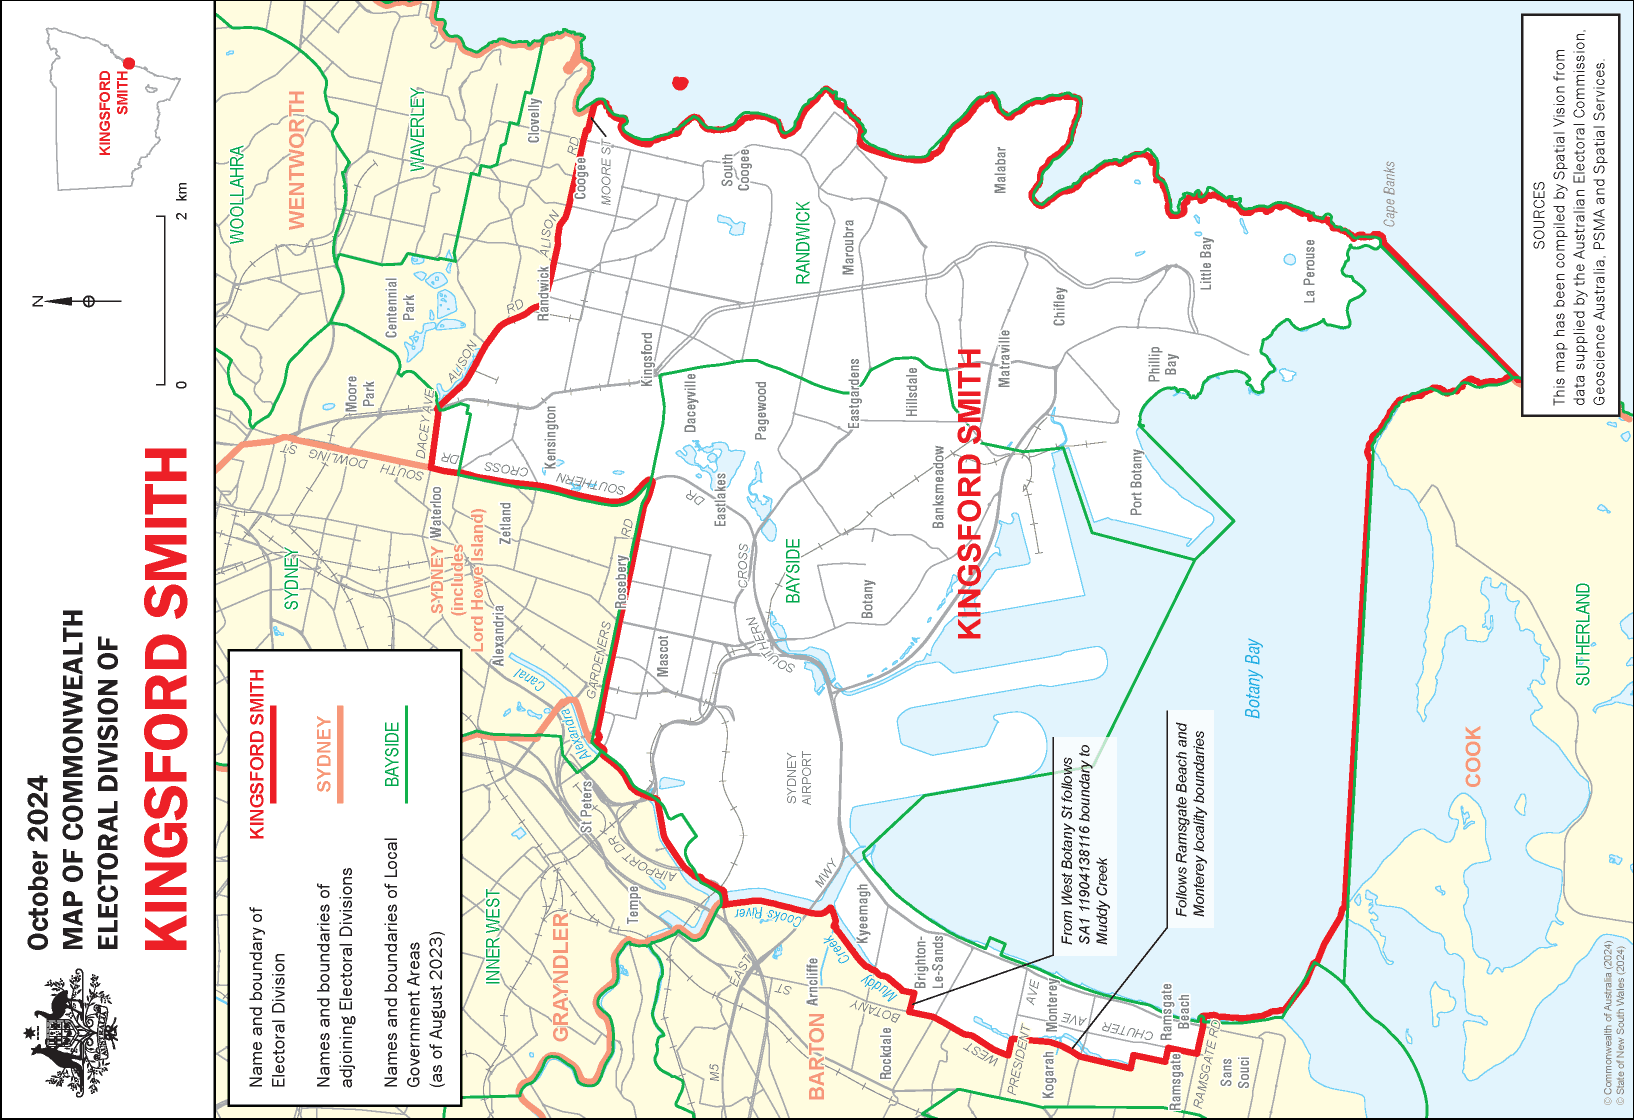 October 2024
MAP OF COMMONWEALTH
ELECTORAL DIVISION OF
KINGSFORD SMITH
N
0
2 km
KINGSFORD
SMITH
Name and boundary of
Electoral Division
KINGSFORD SMITH
Names and boundaries of
adjoining Electoral Divisions
SYDNEY
Names and boundaries of Local
Government Areas
(as of August 2023)
BAYSIDE
WOOLLAHRA
WENTWORTH
WAVERLEY
Clovelly
Centennial
Park
Moore
Park
SYDNEY
SYDNEY
(includes
Lord Howe Island)
Waterloo
Zetland
Alexandria
Rosebery
INNER WEST
GRAYNDLER
St Peters
Tempe
Canal
Alexandra
AIRPORT DR
ST
DOWLING
SOUTH
DACEY AVE
ALISON
RD
ALISON
RD
Coogee
MOORE ST
Randwick
DR
CROSS
SOUTHERN
Kensington
Kingsford
GARDENERS
RD
South
Coogee
RANDWICK
Maroubra
Malabar
Little Bay
La Perouse
Cape Banks
Chifley
Matraville
Phillip
Bay
Daceyville
Pagewood
Eastgardens
Hillsdale
KINGSFORD SMITH
Eastlakes
Banksmeadow
Port Botany
DR
CROSS
SOUTHERN
BAYSIDE
Botany
Mascot
SYDNEY
AIRPORT
Botany Bay
SUTHERLAND
COOK
MWY
Cooks River
Kyeemagh
Muddy
Creek
Brighton-
Le-Sands
EAST
ST
M5
Arncliffe
BARTON
Rockdale
BOTANY
WEST
PRESIDENT
AVE
Kogarah
Monterey
CHUTER
AVE
Ramsgate
Beach
Ramsgate
RAMSGATE RD
Sans
Souci
From West Botany St follows
SA1 11904138116 boundary to
Muddy Creek
Follows Ramsgate Beach and
Monterey locality boundaries
SOURCES
This map has been compiled by Spatial Vision from
data supplied by the Australian Electoral Commission,
Geoscience Australia, PSMA and Spatial Services.
© Commonwealth of Australia (2024)
© State of New South Wales (2024)